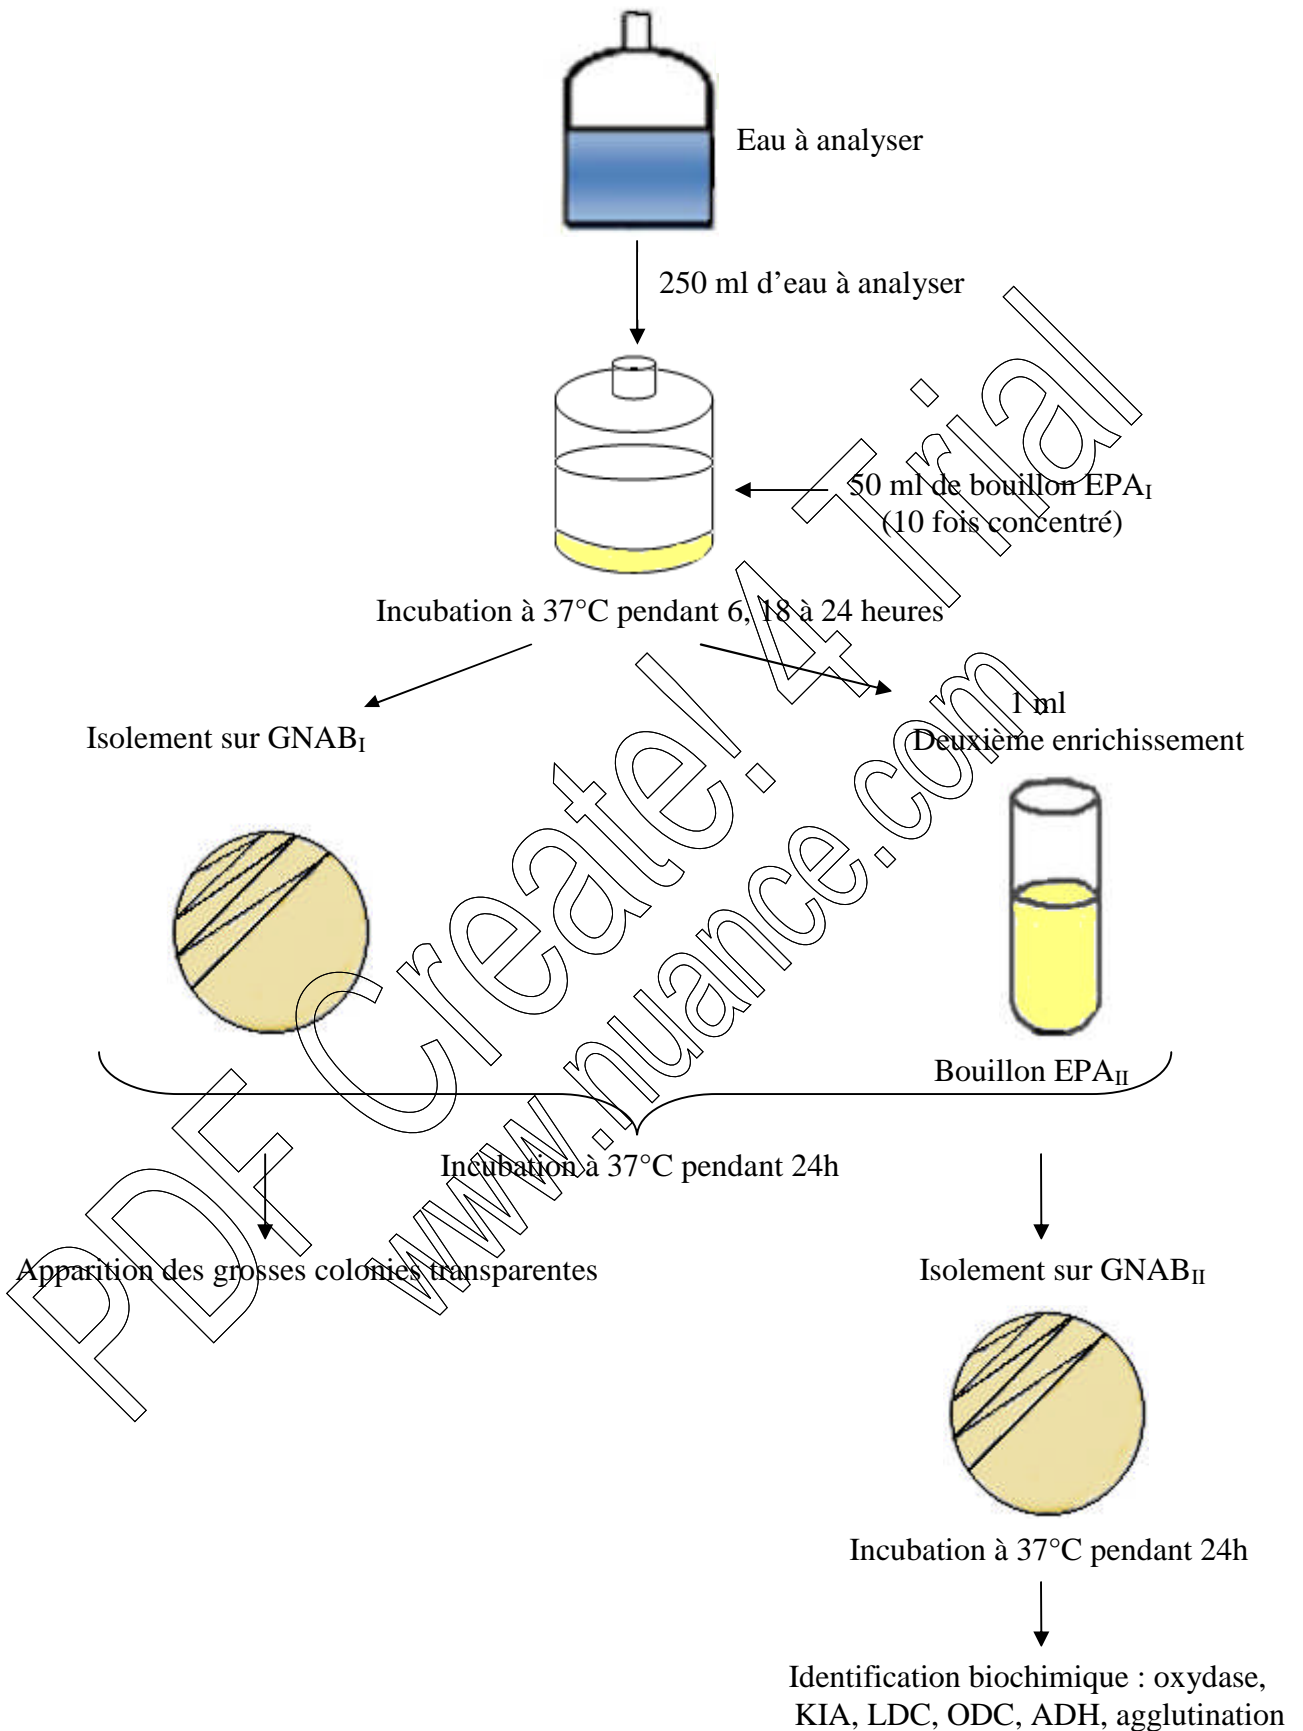 Eau à analyser
250 ml d’eau à analyser
50 ml de bouillon EPAI
(10 fois concentré)
Incubation à 37°C pendant 6, 18 à 24 heures
1 ml
Isolement sur GNABI
Deuxième enrichissement
Bouillon EPAII
Incubation à 37°C pendant 24h
Apparition des grosses colonies transparentes
Isolement sur GNABII
Incubation à 37°C pendant 24h
Identification biochimique : oxydase,
KIA, LDC, ODC, ADH, agglutination
PDF Create! 4 Trial
www.nuance.com